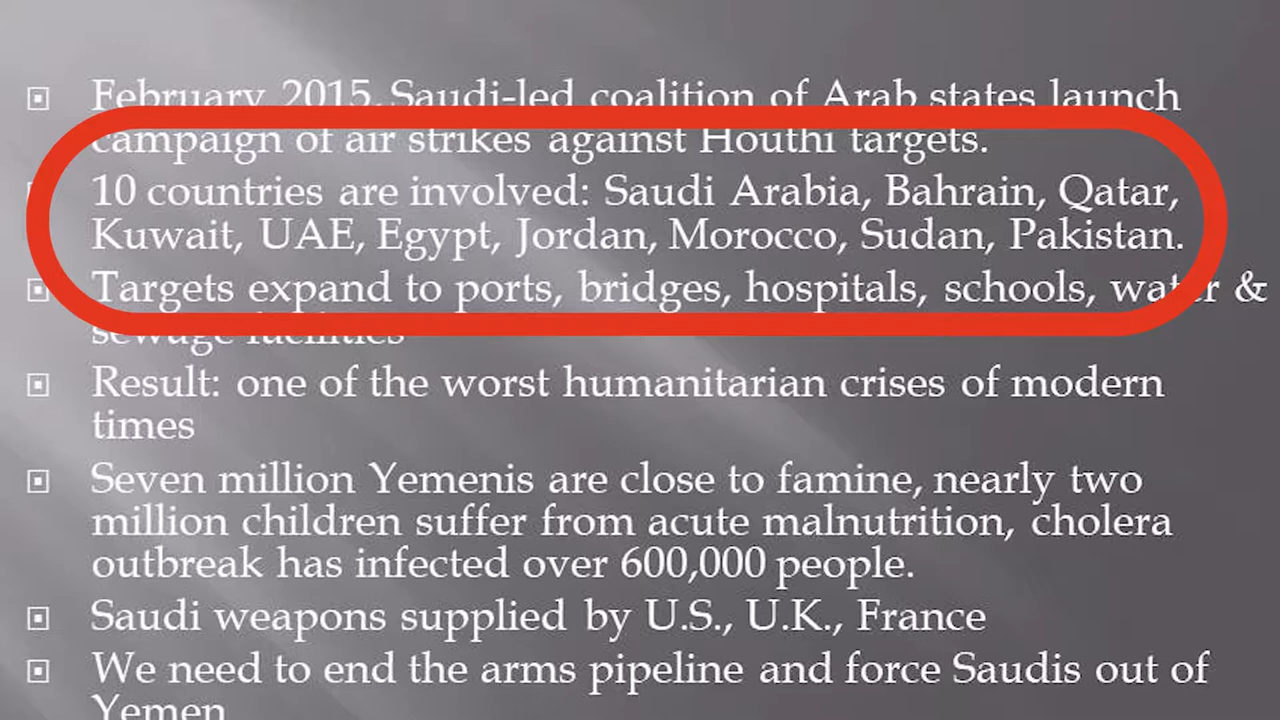 February 2015, Saudi-led coalition of Arab states launch
campaign of air strikes against Houthi targets.
10 countries are involved: Saudi Arabia, Bahrain, Qatar,
Kuwait, UAE, Egypt, Jordan, Morocco, Sudan, Pakistan.
Targets expand to ports, bridges, hospitals, schools, water &
sewage facilities
Result: one of the worst humanitarian crises of modern
times
Seven million Yemenis are close to famine, nearly two
million children suffer from acute malnutrition, cholera
outbreak has infected over 600,000 people.
Saudi weapons supplied by U.S., U.K., France
We need to end the arms pipeline and force Saudis out of
Yemen